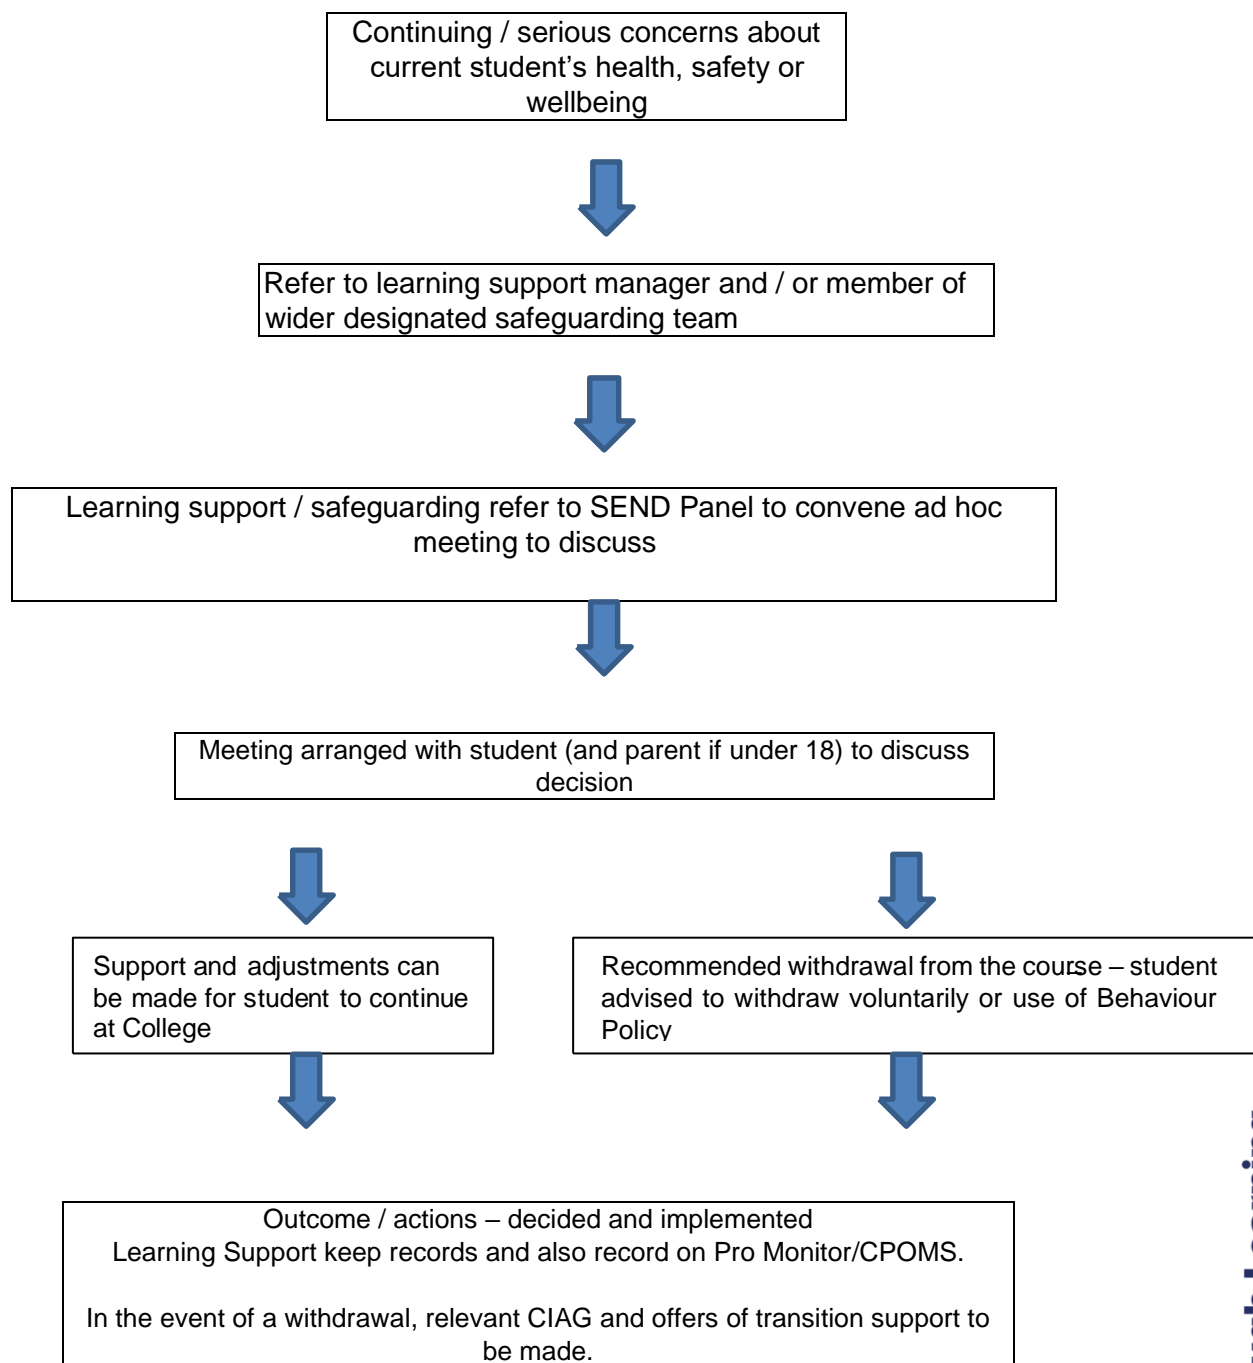 Continuing / serious concerns about
current student’s health, safety or
wellbeing
Refer to learning support manager and / or member of
wider designated safeguarding team
Learning support / safeguarding refer to SEND Panel to convene ad hoc
meeting to discuss
Meeting arranged with student (and parent if under 18) to discuss
decision
Support and adjustments can
be made for student to continue
at College
Recommended withdrawal from the course – student
advised to withdraw voluntarily or use of Behaviour
Policy
Outcome / actions – decided and implemented
Learning Support keep records and also record on Pro Monitor/CPOMS.
In the event of a withdrawal, relevant CIAG and offers of transition support to
be made.
Learning